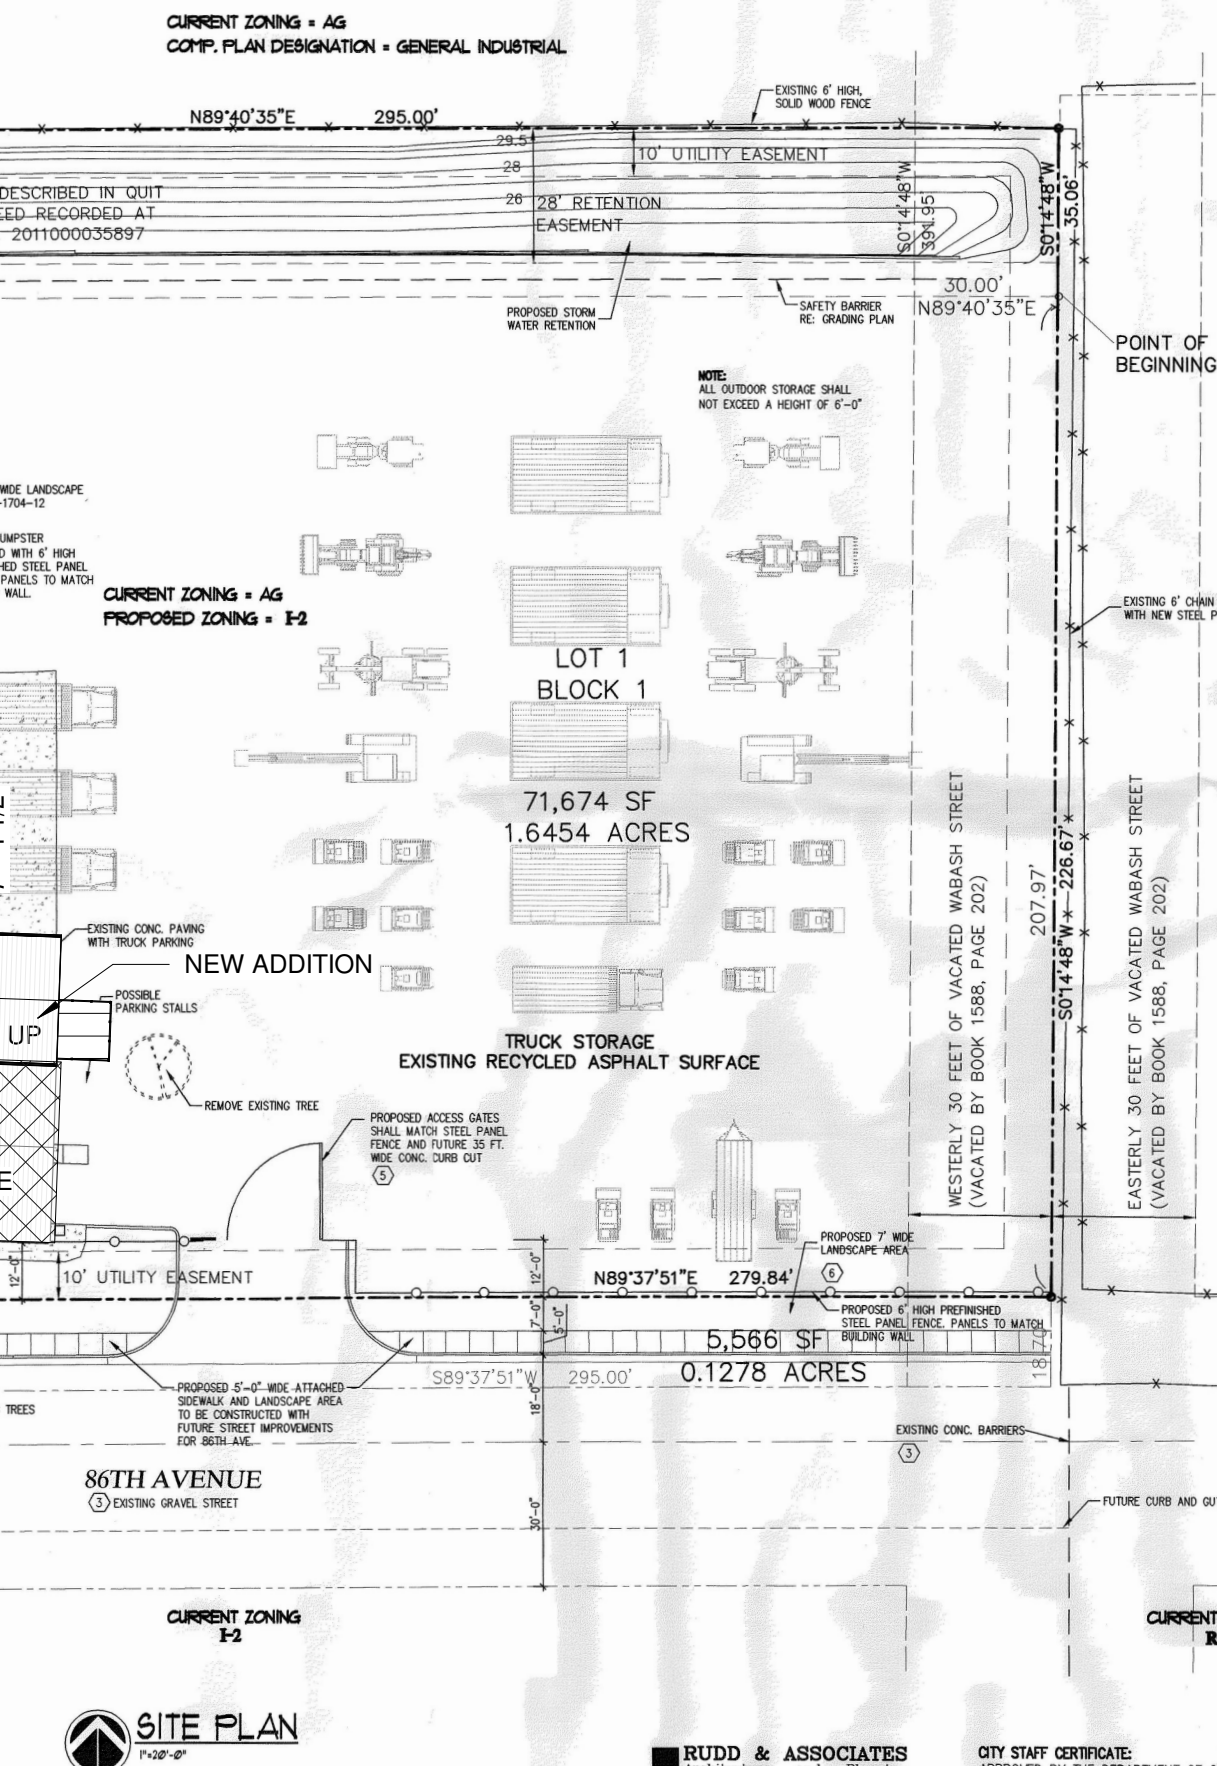 CURRENT ZONING = AG
COMP. PLAN DESIGNATION = GENERAL INDUSTRIAL
EXISTING 6' HIGH,
SOLID WOOD FENCE
N89°40'35"E 295.00'
29.5
28
26
10' UTILITY EASEMENT
28' RETENTION
EASEMENT
DESCRIBED IN QUIT
EED RECORDED AT
2011000035897
S0°14'48"W
391.95'
S0°14'48"W
35.06'
PROPOSED STORM
WATER RETENTION
SAFETY BARRIER
RE: GRADING PLAN
30.00'
N89°40'35"E
POINT OF
BEGINNING
NOTE:
ALL OUTDOOR STORAGE SHALL
NOT EXCEED A HEIGHT OF 6'-0"
WIDE LANDSCAPE
-1704-12
UMPSTER
D WITH 6' HIGH
HED STEEL PANEL
PANELS TO MATCH
WALL.
CURRENT ZONING = AG
PROPOSED ZONING = I-2
EXISTING 6' CHAIN
WITH NEW STEEL P
LOT 1
BLOCK 1
71,674 SF
1.6454 ACRES
WESTERLY 30 FEET OF VACATED WABASH STREET
(VACATED BY BOOK 1588, PAGE 202)
207.97'
S0°14'48"W 226.67'
EASTERLY 30 FEET OF VACATED WABASH STREET
(VACATED BY BOOK 1588, PAGE 202)
EXISTING CONC. PAVING
WITH TRUCK PARKING
NEW ADDITION
POSSIBLE
PARKING STALLS
UP
TRUCK STORAGE
EXISTING RECYCLED ASPHALT SURFACE
REMOVE EXISTING TREE
PROPOSED ACCESS GATES
SHALL MATCH STEEL PANEL
FENCE AND FUTURE 35 FT.
WIDE CONC. CURB CUT
5
E
PROPOSED 7' WIDE
LANDSCAPE AREA
6
12'-0"
10' UTILITY EASEMENT
12'-0"
N89°37'51"E 279.84'
PROPOSED 6' HIGH PREFINISHED
STEEL PANEL FENCE. PANELS TO MATCH
BUILDING WALL
7'-0"
5'-0"
5,566 SF
0.1278 ACRES
18.70'
S89°37'51"W 295.00'
PROPOSED 5'-0" WIDE ATTACHED
SIDEWALK AND LANDSCAPE AREA
TO BE CONSTRUCTED WITH
FUTURE STREET IMPROVEMENTS
FOR 86TH AVE.
18'-0"
TREES
EXISTING CONC. BARRIERS
3
86TH AVENUE
3 EXISTING GRAVEL STREET
30'-0"
FUTURE CURB AND GU
CURRENT ZONING
I-2
CURRENT
R
SITE PLAN
1"=20'-0"
RUDD & ASSOCIATES
CITY STAFF CERTIFICATE: